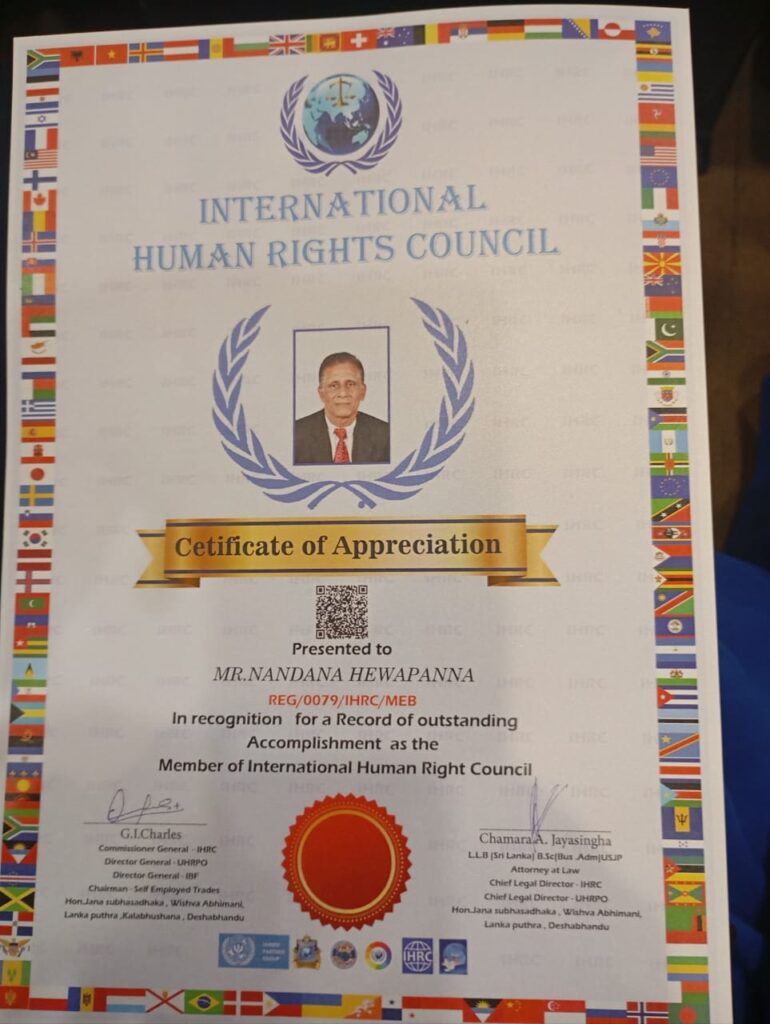 INTERNATIONAL
HUMAN RIGHTS COUNCIL
Cetificate of Appreciation
Presented to
MR.NANDANA HEWAPANNA
REG/0079/IHRC/MEB
In recognition for a Record of outstanding
Accomplishment as the
Member of International Human Right Council
G.I.Charles
Commissioner General - IHRC
Director General - UHRPO
Director General - IBF
Chairman - Self Employed Trades
Hon.Jana subhasadhaka , Wishva Abhimani,
Lanka puthra ,Kalabhushana , Deshabhandu
Chamara A. Jayasingha
L.L.B (Sri Lanka) B.Sc(Bus .Adm)USJP
Attorney at Law
Chief Legal Director - IHRC
Chief Legal Director - UHRPO
Hon.Jana subhasadhaka , Wishva Abhimani,
Lanka puthra , Deshabhandu
IHRC